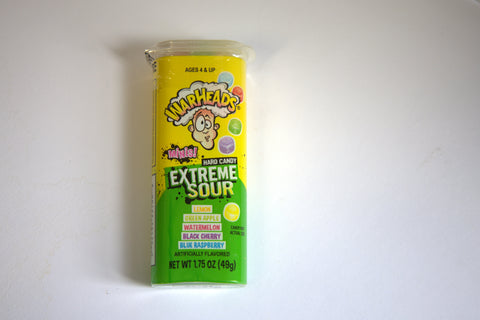 AGES 4 & UP
WARHEADS
MINIS!
HARD CANDY
EXTREME
SOUR
LEMON
GREEN APPLE
WATERMELON
BLACK CHERRY
BLUE RASPBERRY
ARTIFICIALLY FLAVORED
NET WT 1.75 OZ (49g)